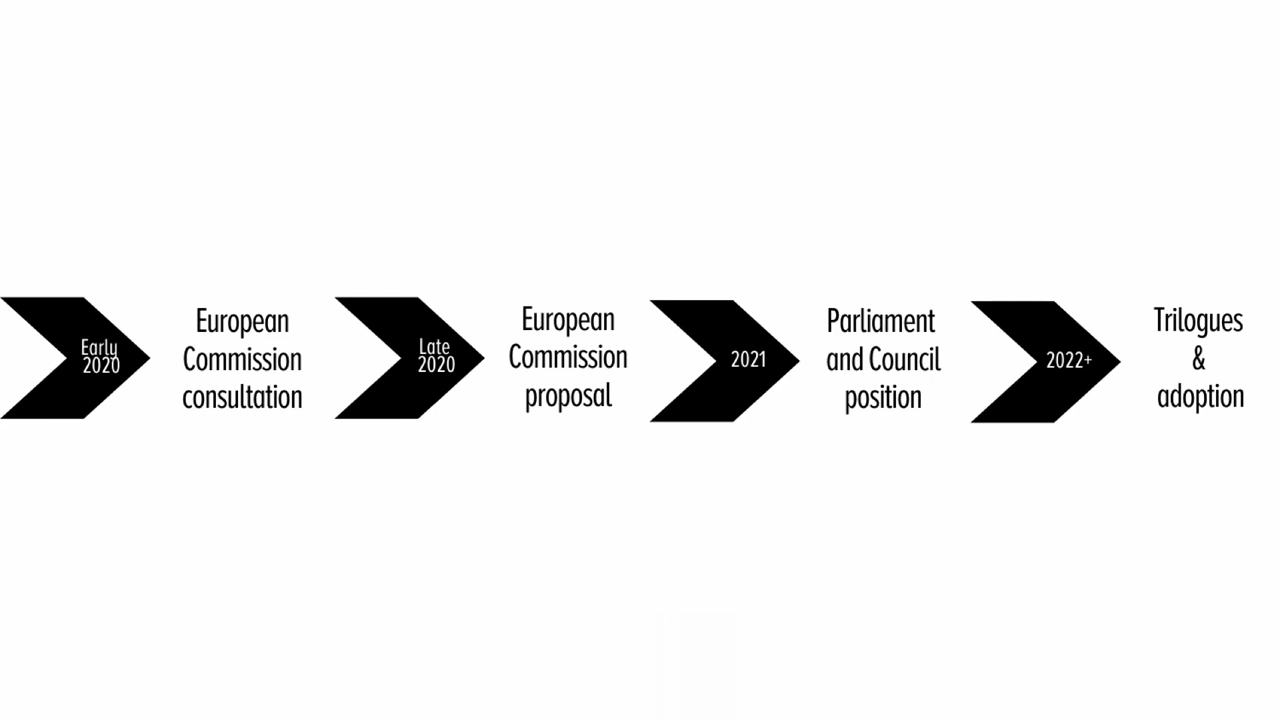 Early
2020
European
Commission
consultation
Late
2020
European
Commission
proposal
2021
Parliament
and Council
position
2022+
Trilogues
&
adoption